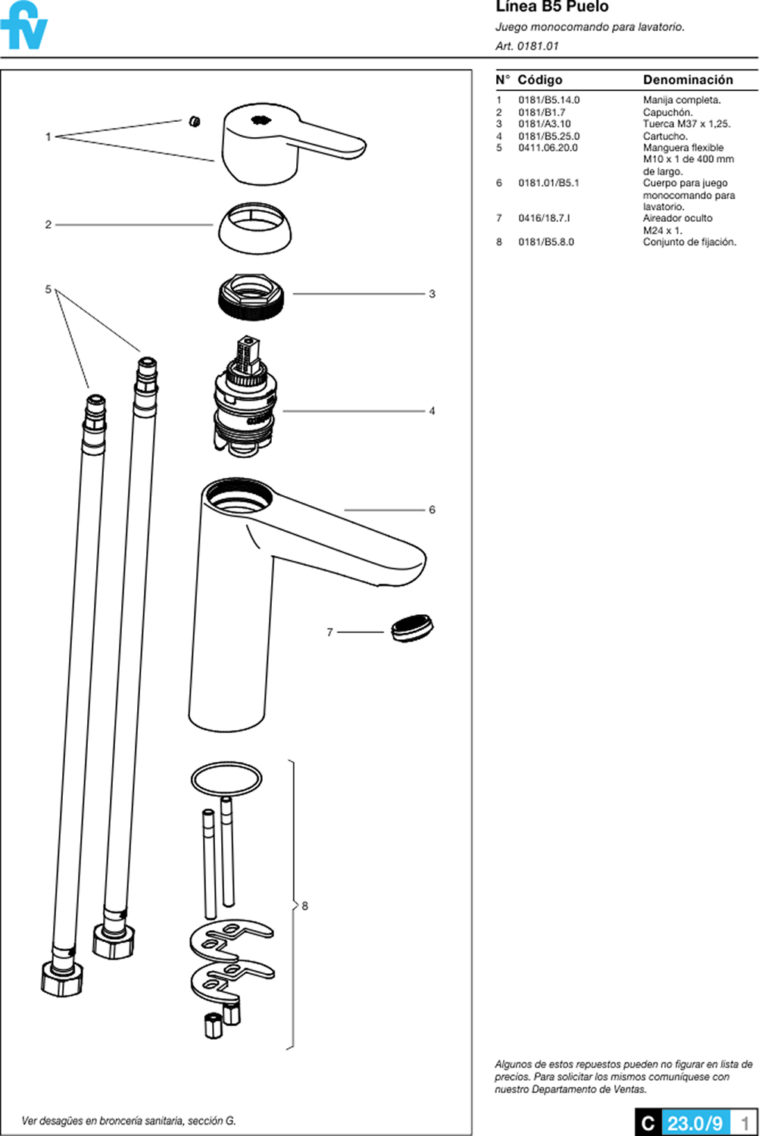 fv
Línea B5 Puelo
Juego monocomando para lavatorio.
Art. 0181.01
N° Código Denominación
1 0181/B5.14.0 Manija completa.
2 0181/B1.7 Capuchón.
3 0181/A3.10 Tuerca M37 x 1,25.
4 0181/B5.25.0 Cartucho.
5 0411.06.20.0 Manguera flexible
M10 x 1 de 400 mm
de largo.
6 0181.01/B5.1 Cuerpo para juego
monocomando para
lavatorio.
7 0416/18.7.I Aireador oculto
M24 x 1.
8 0181/B5.8.0 Conjunto de fijación.
1
2
5
3
4
6
7
8
Algunos de estos repuestos pueden no figurar en lista de
precios. Para solicitar los mismos comuníquese con
nuestro Departamento de Ventas.
Ver desagües en broncería sanitaria, sección G.
C 23.0/9 1